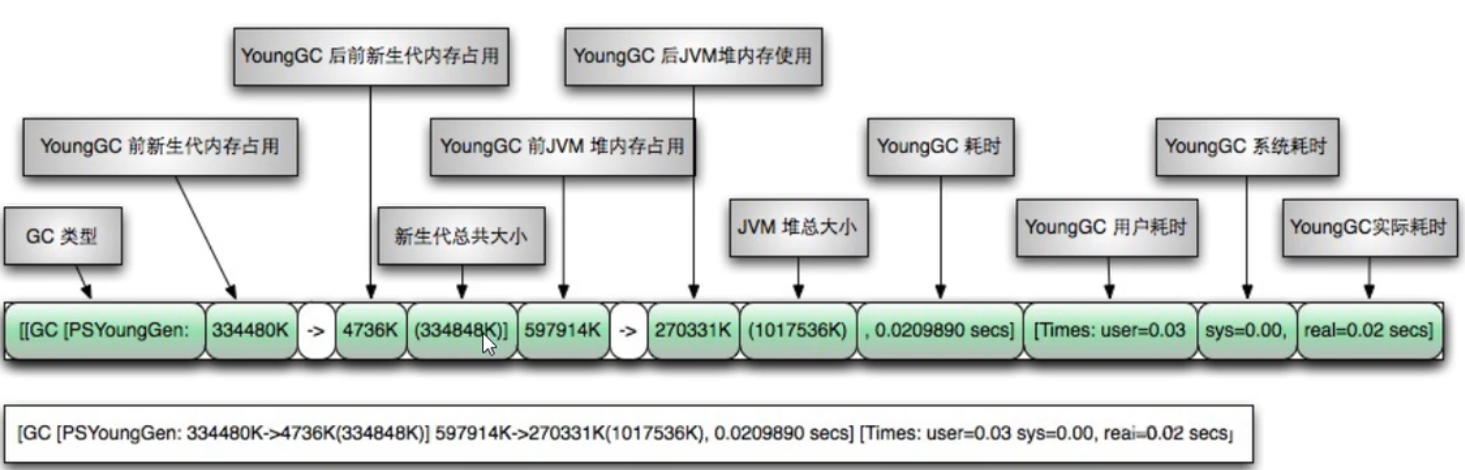 YoungGC 后前新生代内存占用
YoungGC 后JVM堆内存使用
YoungGC 前新生代内存占用
YoungGC 前JVM 堆内存占用
YoungGC 耗时
YoungGC 系统耗时
GC 类型
新生代总共大小
JVM 堆总大小
YoungGC 用户耗时
YoungGC实际耗时
[[GC [PSYoungGen: 334480K -> 4736K (334848K)] 597914K -> 270331K (1017536K) , 0.0209890 secs] [Times: user=0.03 sys=0.00, real=0.02 secs]
[GC [PSYoungGen: 334480K->4736K(334848K)] 597914K->270331K(1017536K), 0.0209890 secs] [Times: user=0.03 sys=0.00, real=0.02 secs]